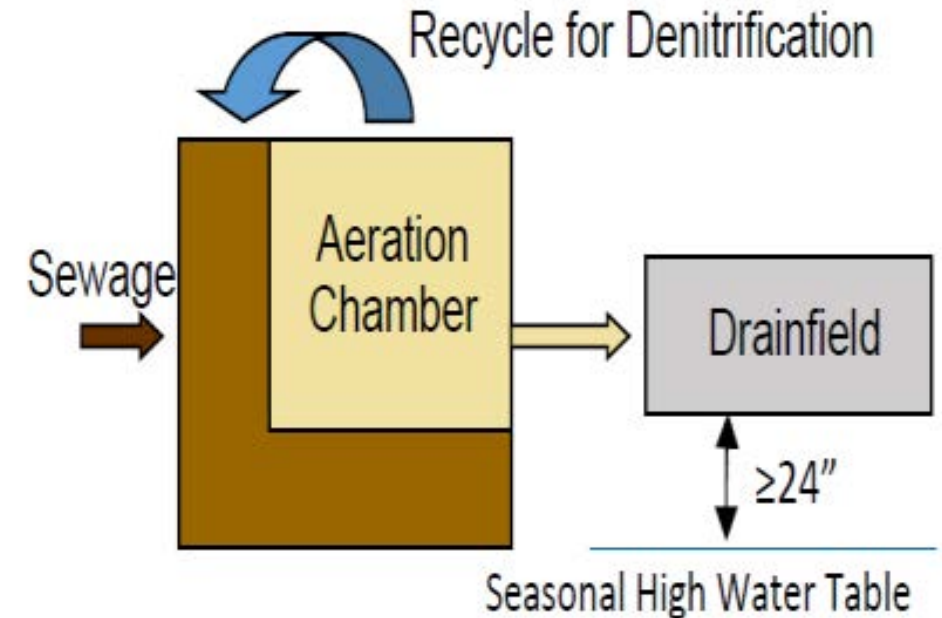 Recycle for Denitrification
Sewage
Aeration
Chamber
Drainfield
≥24”
Seasonal High Water Table